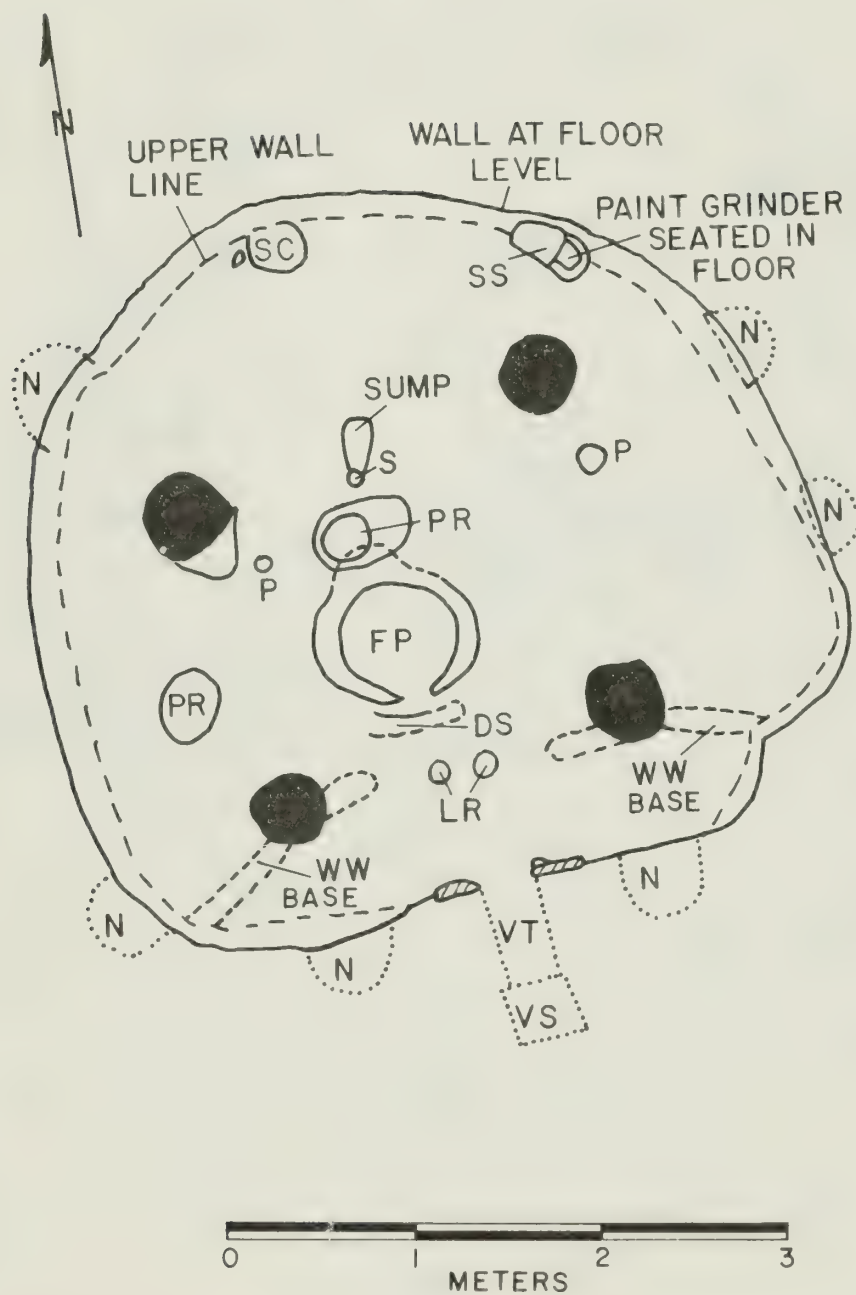 N
UPPER WALL
LINE
WALL AT FLOOR
LEVEL
PAINT GRINDER
SEATED IN
FLOOR
SC
SS
N
N
SUMP
S
P
PR
N
P
FP
PR
DS
WW
BASE
LR
WW
BASE
N
N
VT
N
VS
0 1 2 3
METERS